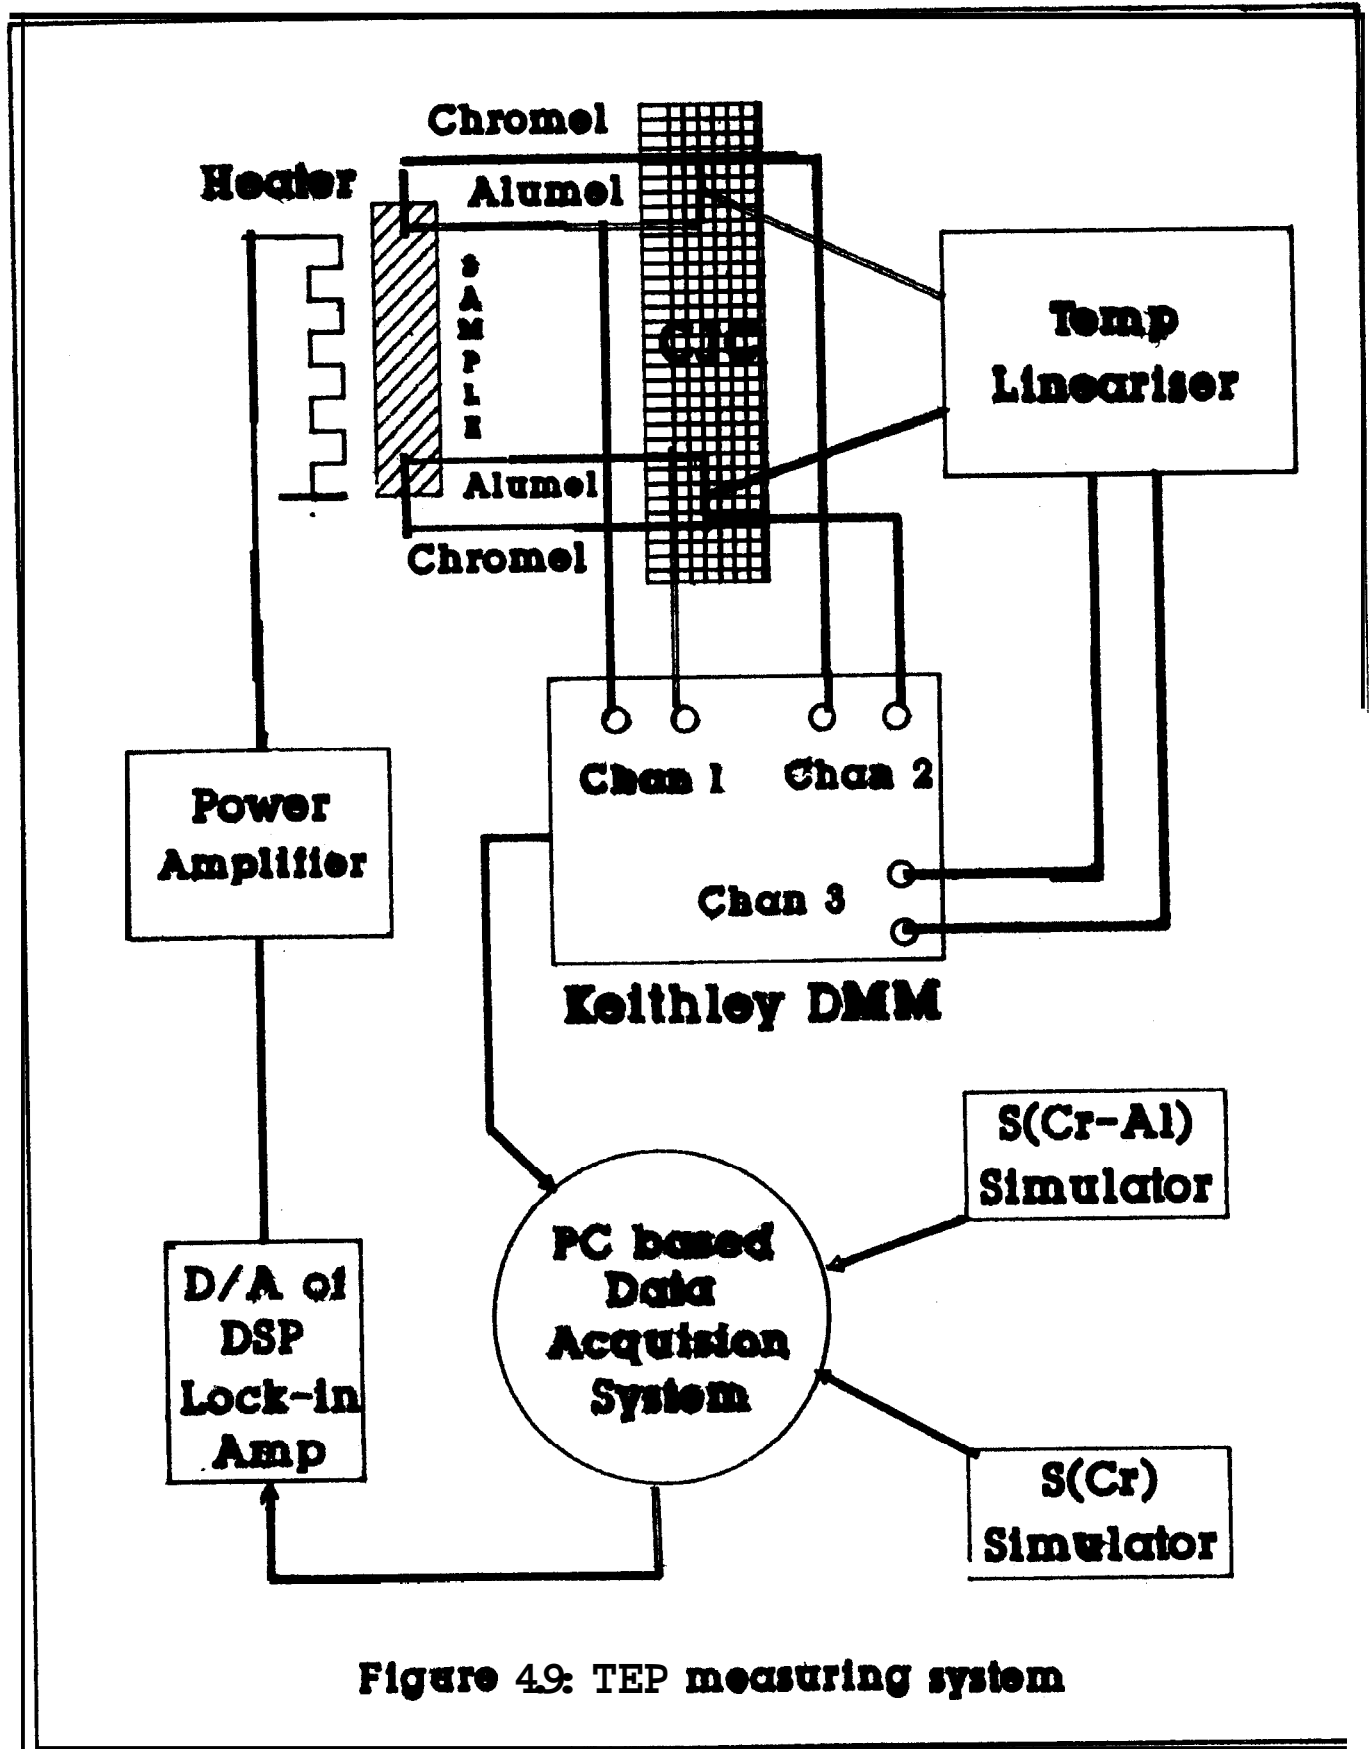 Chromel
Heater
Alumel
SAMPLE
CJC
Temp
Lineariser
Alumel
Chromel
Chan 1
Chan 2
Power
Amplifier
Chan 3
Keithley DMM
S(Cr-Al)
Simulator
PC based
Data
Acquision
System
D/A of
DSP
Lock-in
Amp
S(Cr)
Simulator
Figure 4.9: TEP measuring system